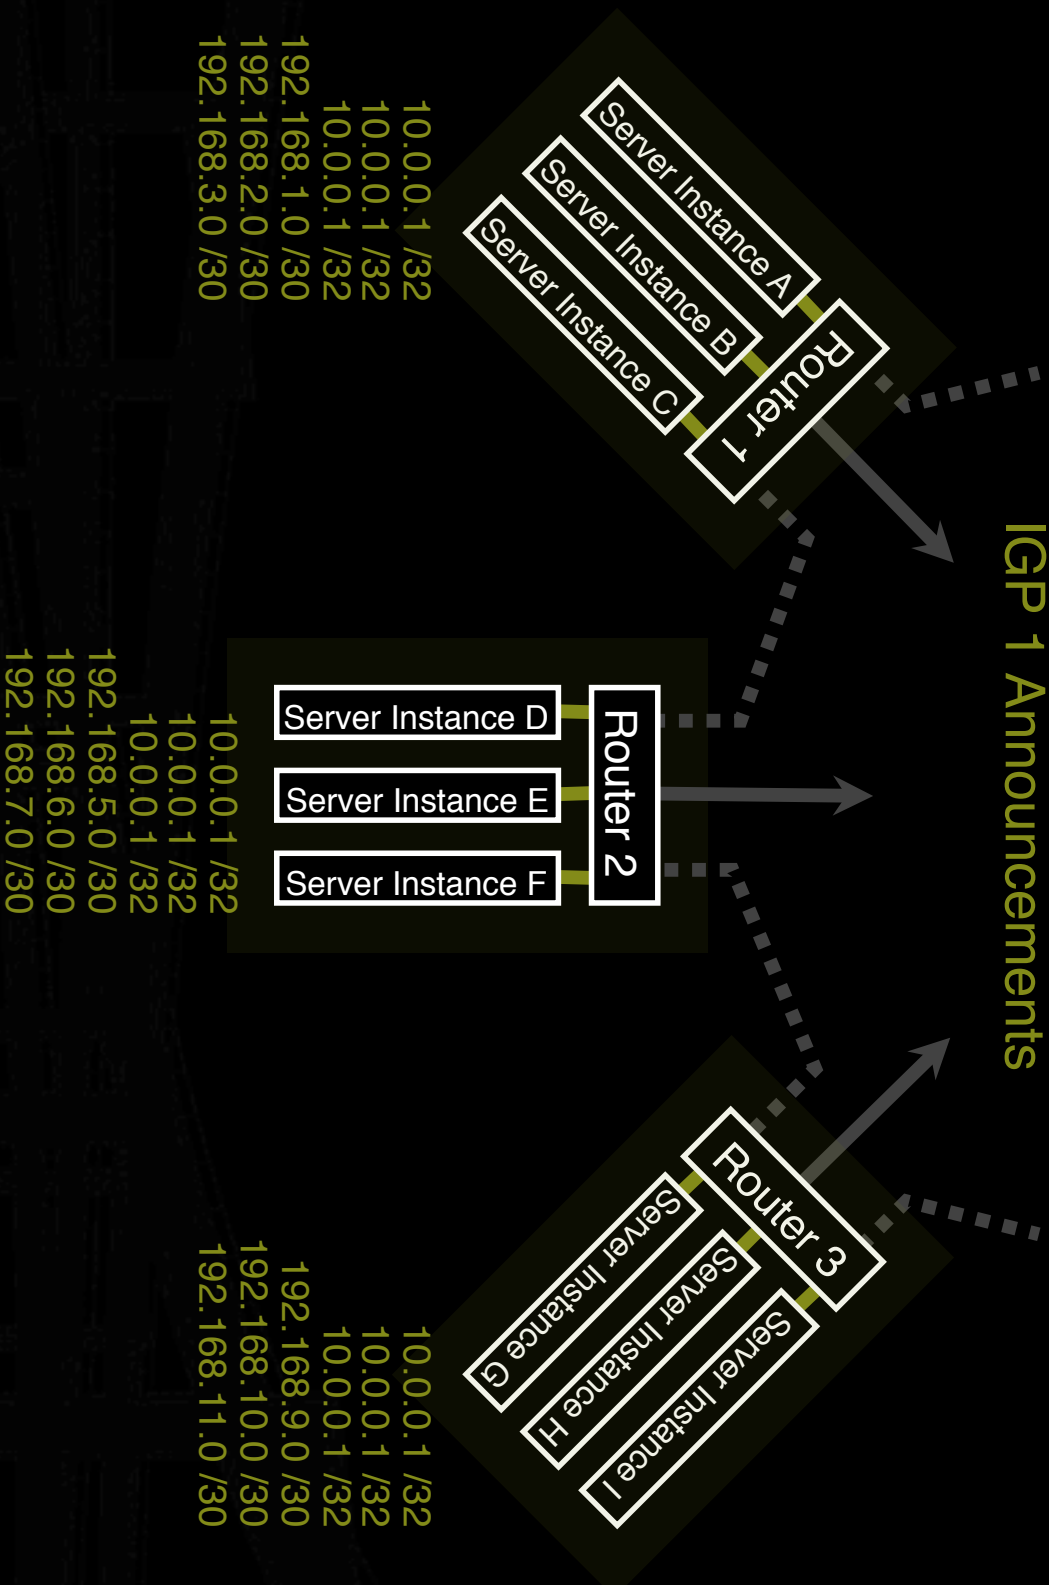 IGP 1 Announcements
Router 1
Server Instance A
Server Instance B
Server Instance C
10.0.0.1 /32
10.0.0.1 /32
10.0.0.1 /32
192.168.1.0 /30
192.168.2.0 /30
192.168.3.0 /30
Router 2
Server Instance D
Server Instance E
Server Instance F
10.0.0.1 /32
10.0.0.1 /32
10.0.0.1 /32
192.168.5.0 /30
192.168.6.0 /30
192.168.7.0 /30
Router 3
Server Instance G
Server Instance H
Server Instance I
10.0.0.1 /32
10.0.0.1 /32
10.0.0.1 /32
192.168.9.0 /30
192.168.10.0 /30
192.168.11.0 /30